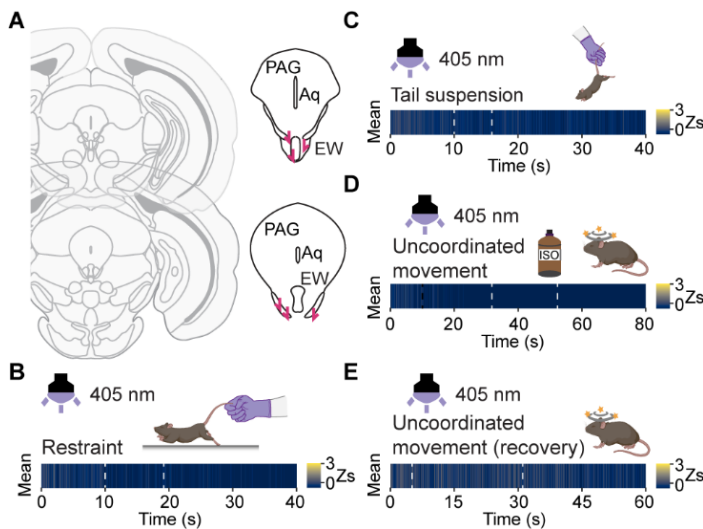 A
PAG
Aq
EW
PAG
Aq
EW
B
405 nm
Restraint
Mean
3
0
Zs
0 10 20 30 40
Time (s)
C
405 nm
Tail suspension
Mean
3
0
Zs
0 10 20 30 40
Time (s)
D
405 nm
Uncoordinated
movement
ISO
Mean
3
0
Zs
0 20 40 60 80
Time (s)
E
405 nm
Uncoordinated
movement (recovery)
Mean
3
0
Zs
0 15 30 45 60
Time (s)